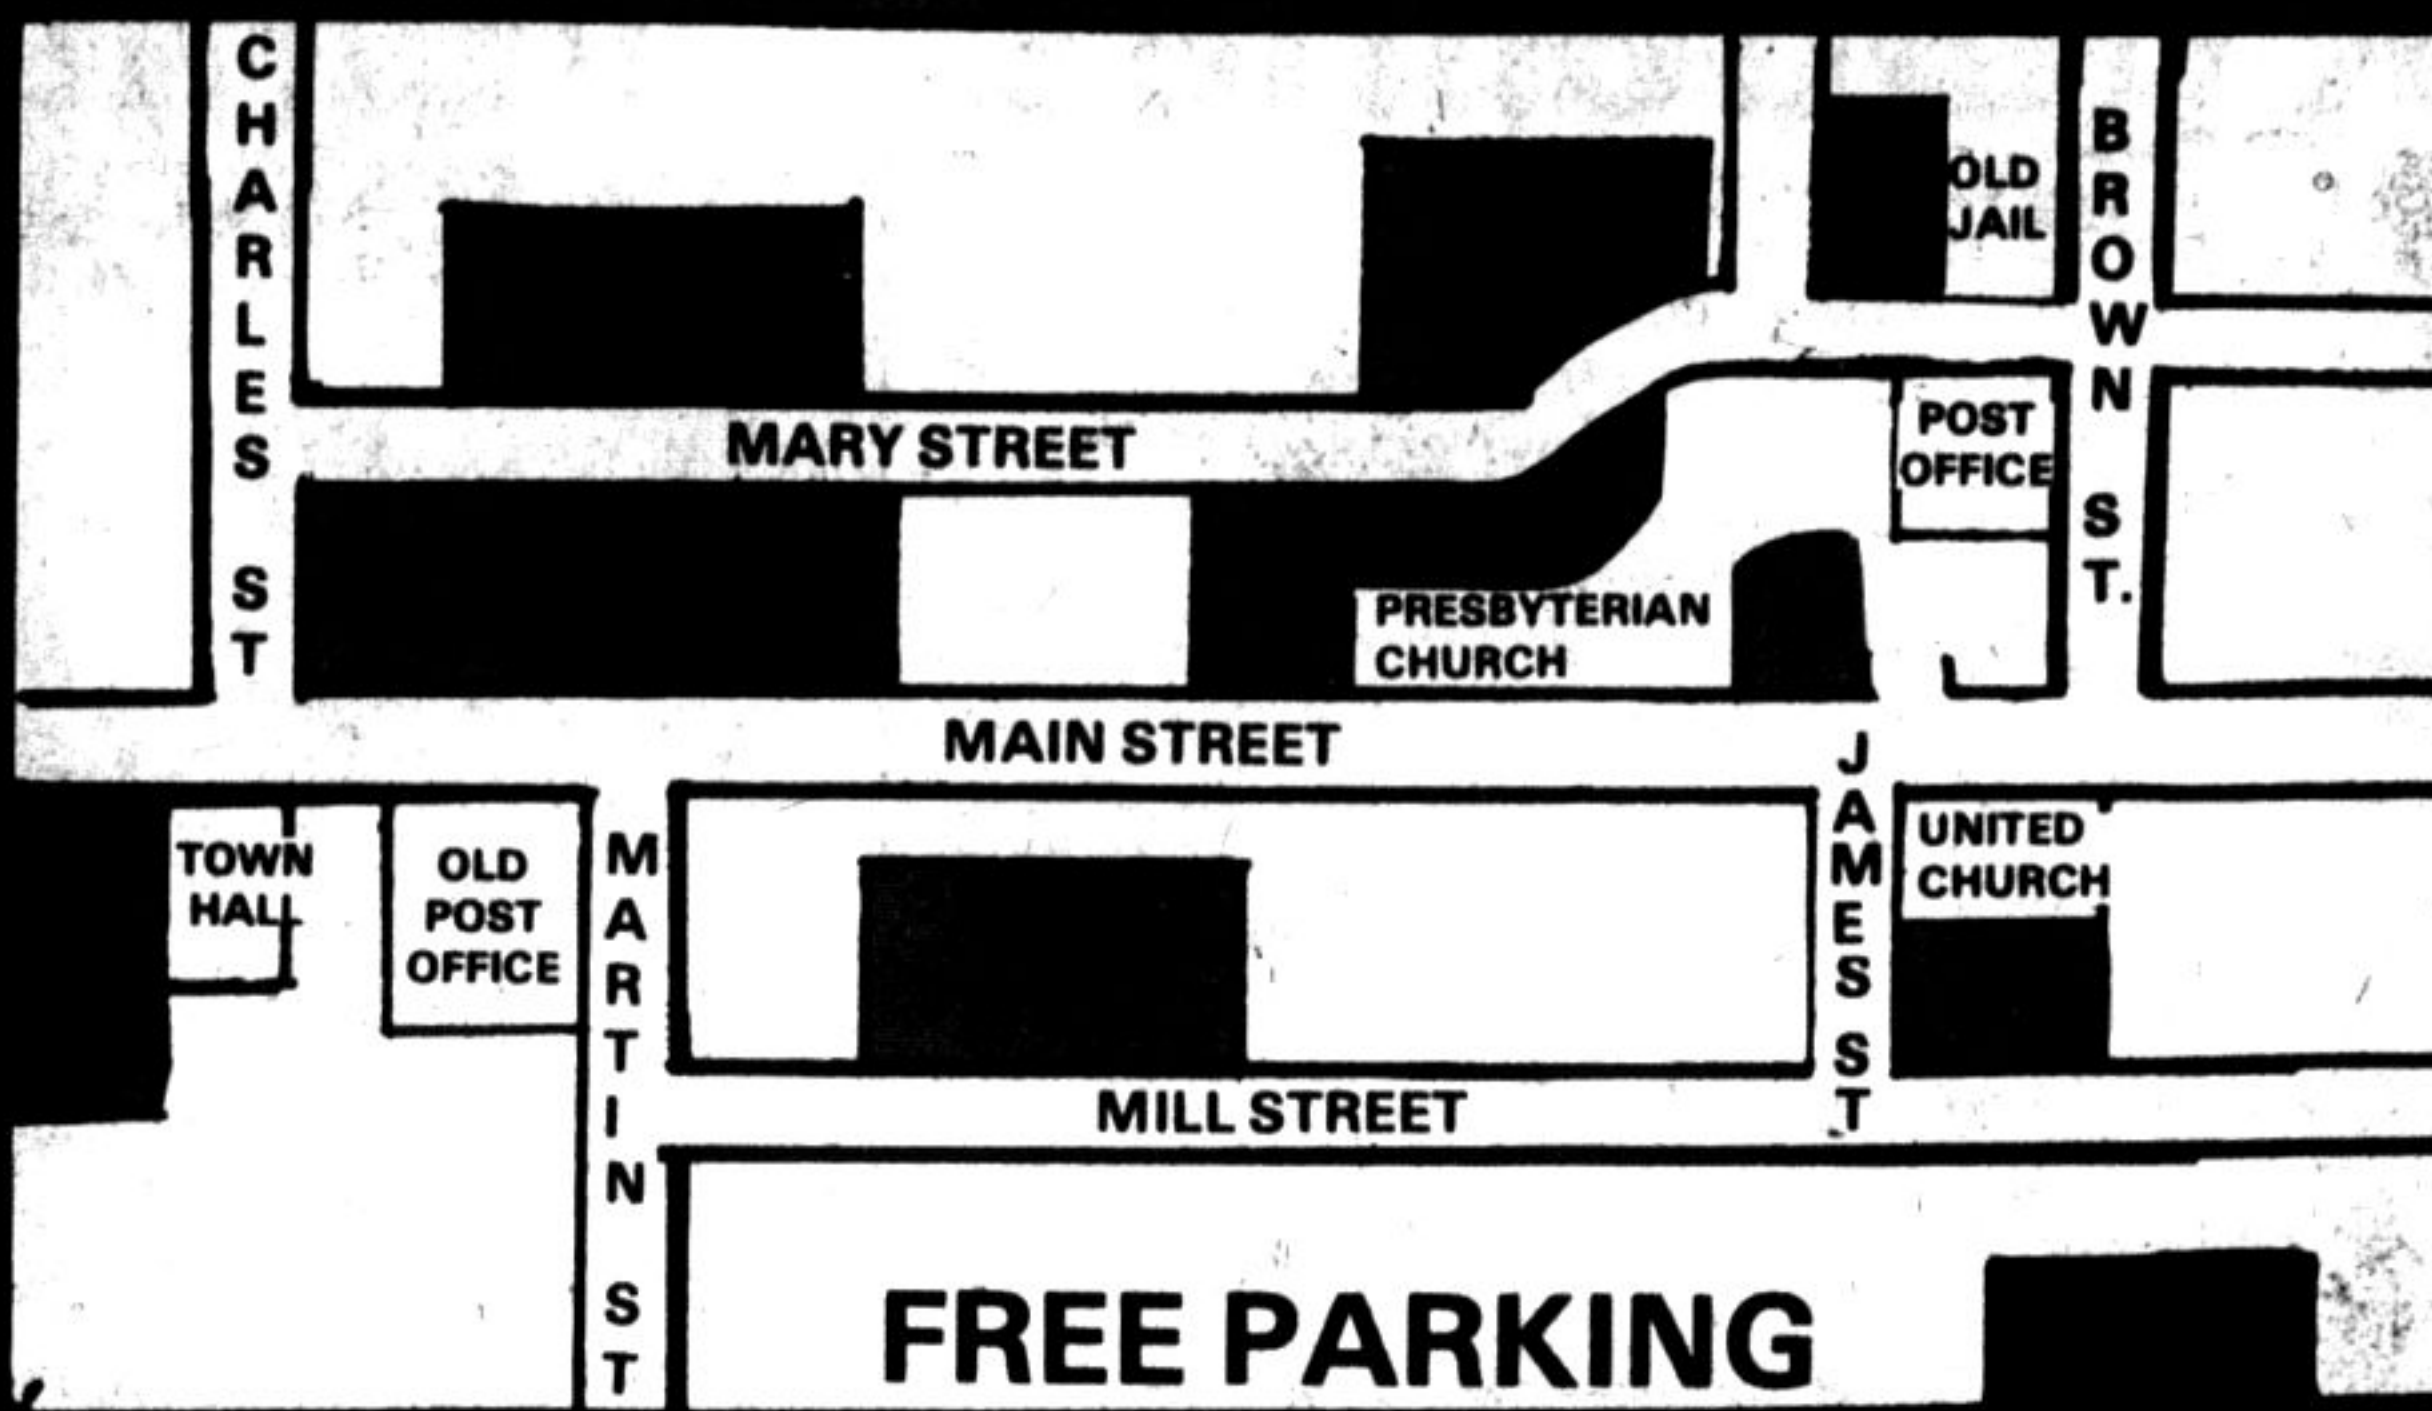 CHARLES ST
OLD
JAIL
BROWN ST.
MARY STREET
POST
OFFICE
PRESBYTERIAN
CHURCH
MAIN STREET
JAMES ST
TOWN
HALL
OLD
POST
OFFICE
MARTIN ST
UNITED
CHURCH
MILL STREET
FREE PARKING